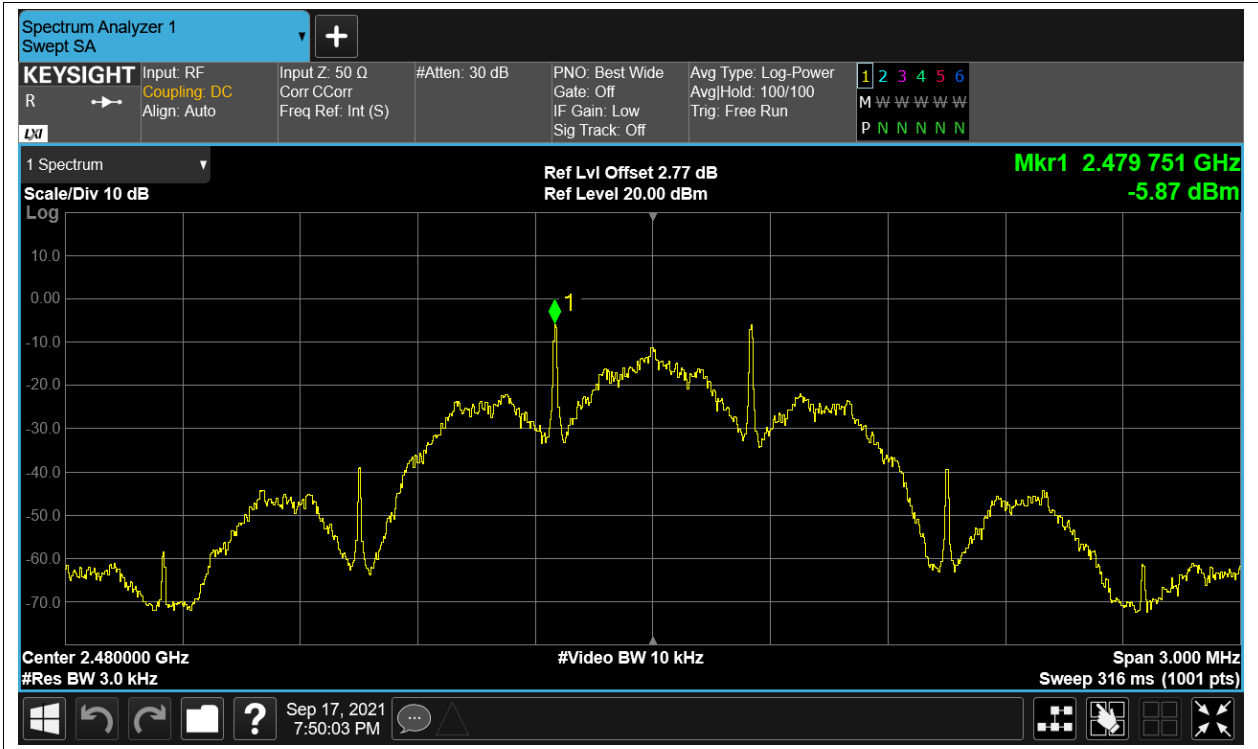 Spectrum Analyzer 1
Swept SA
KEYSIGHT
R
LXI
Input: RF
Coupling: DC
Align: Auto
Input Z: 50 Ω
Corr CCorr
Freq Ref: Int (S)
#Atten: 30 dB
PNO: Best Wide
Gate: Off
IF Gain: Low
Sig Track: Off
Avg Type: Log-Power
Avg|Hold: 100/100
Trig: Free Run
1 2 3 4 5 6
M W W W W W
P N N N N N
1 Spectrum
Scale/Div 10 dB
Ref Lvl Offset 2.77 dB
Ref Level 20.00 dBm
Mkr1 2.479 751 GHz
-5.87 dBm
Log
10.0
0.00
-10.0
-20.0
-30.0
-40.0
-50.0
-60.0
-70.0
1
Center 2.480000 GHz
#Res BW 3.0 kHz
#Video BW 10 kHz
Span 3.000 MHz
Sweep 316 ms (1001 pts)
?
Sep 17, 2021
7:50:03 PM